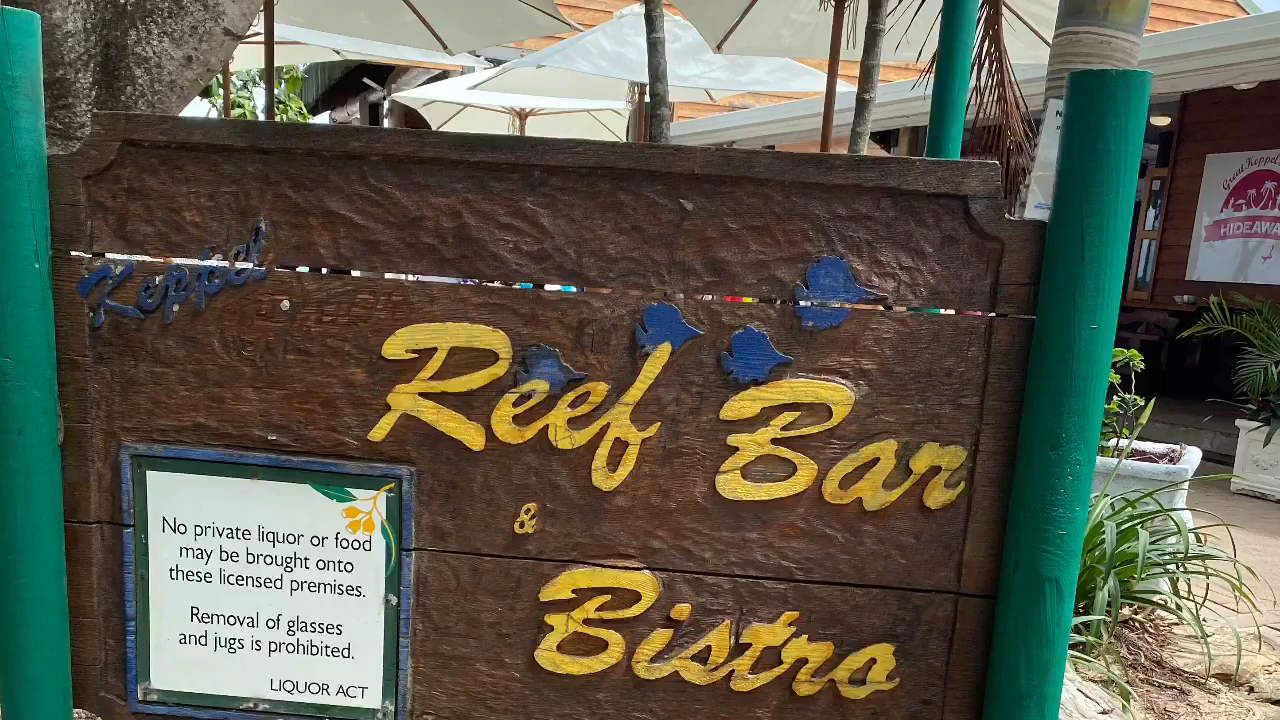 Keppel
Reef Bar
&
Bistro
No private liquor or food
may be brought onto
these licensed premises.
Removal of glasses
and jugs is prohibited.
LIQUOR ACT
Great Keppel